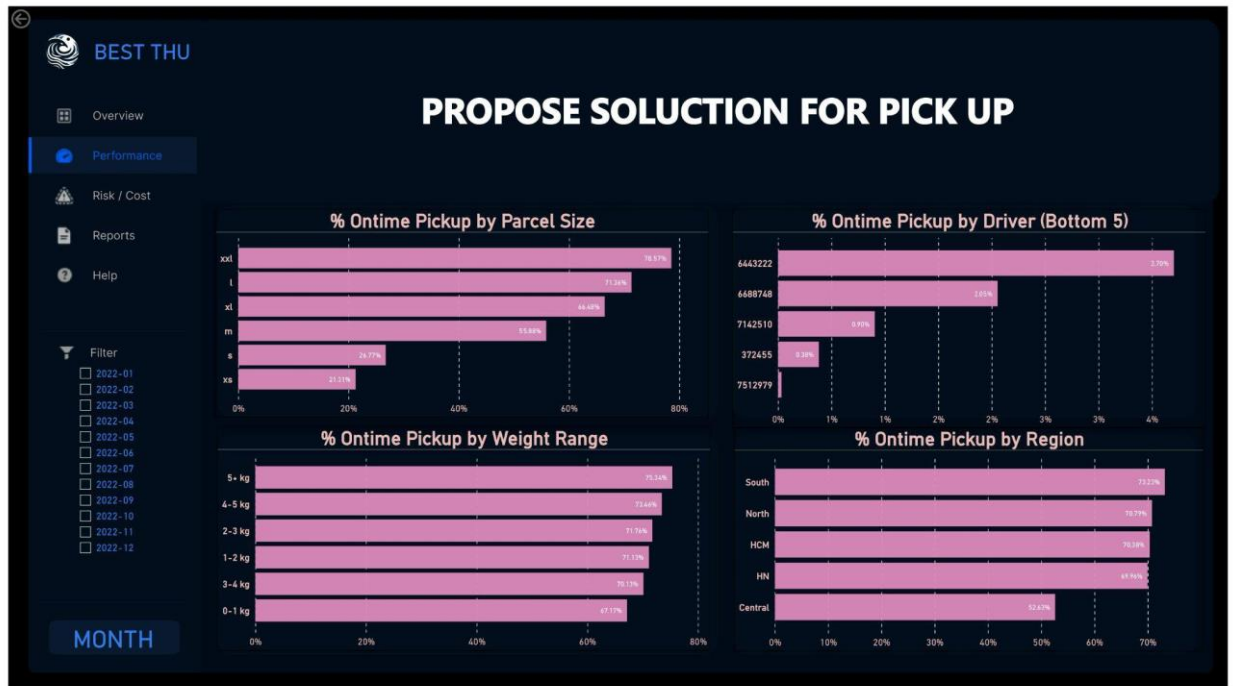 BEST THU
Overview
Performance
Risk / Cost
Reports
Help
Filter
2022-01
2022-02
2022-03
2022-04
2022-05
2022-06
2022-07
2022-08
2022-09
2022-10
2022-11
2022-12
MONTH
PROPOSE SOLUCTION FOR PICK UP
% Ontime Pickup by Parcel Size
xxl 78.57%
l 71.36%
xl
m 55.88%
s 26.77%
xs 21.31%
0% 20% 40% 60% 80%
% Ontime Pickup by Driver (Bottom 5)
6443222 2.70%
6688748 2.05%
7142510 0.90%
372455 0.38%
7512979
0% 1% 1% 2% 2% 3% 3% 4%
% Ontime Pickup by Weight Range
5+ kg 75.34%
4-5 kg
2-3 kg 71.76%
1-2 kg 71.13%
3-4 kg 70.13%
0-1 kg 67.17%
0% 20% 40% 60% 80%
% Ontime Pickup by Region
South
North 70.79%
HCM 70.38%
HN 69.96%
Central 52.63%
0% 10% 20% 30% 40% 50% 60% 70%